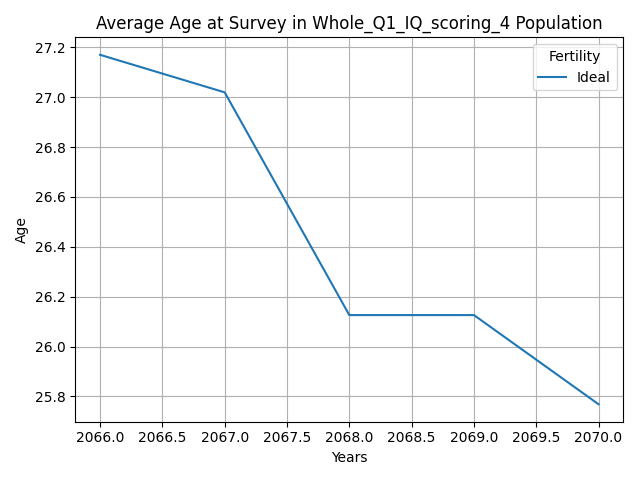 Average Age at Survey in Whole_Q1_IQ_scoring_4 Population
Fertility
Ideal
27.2
27.0
26.8
26.6
26.4
26.2
26.0
25.8
Age
2066.0 2066.5 2067.0 2067.5 2068.0 2068.5 2069.0 2069.5 2070.0
Years